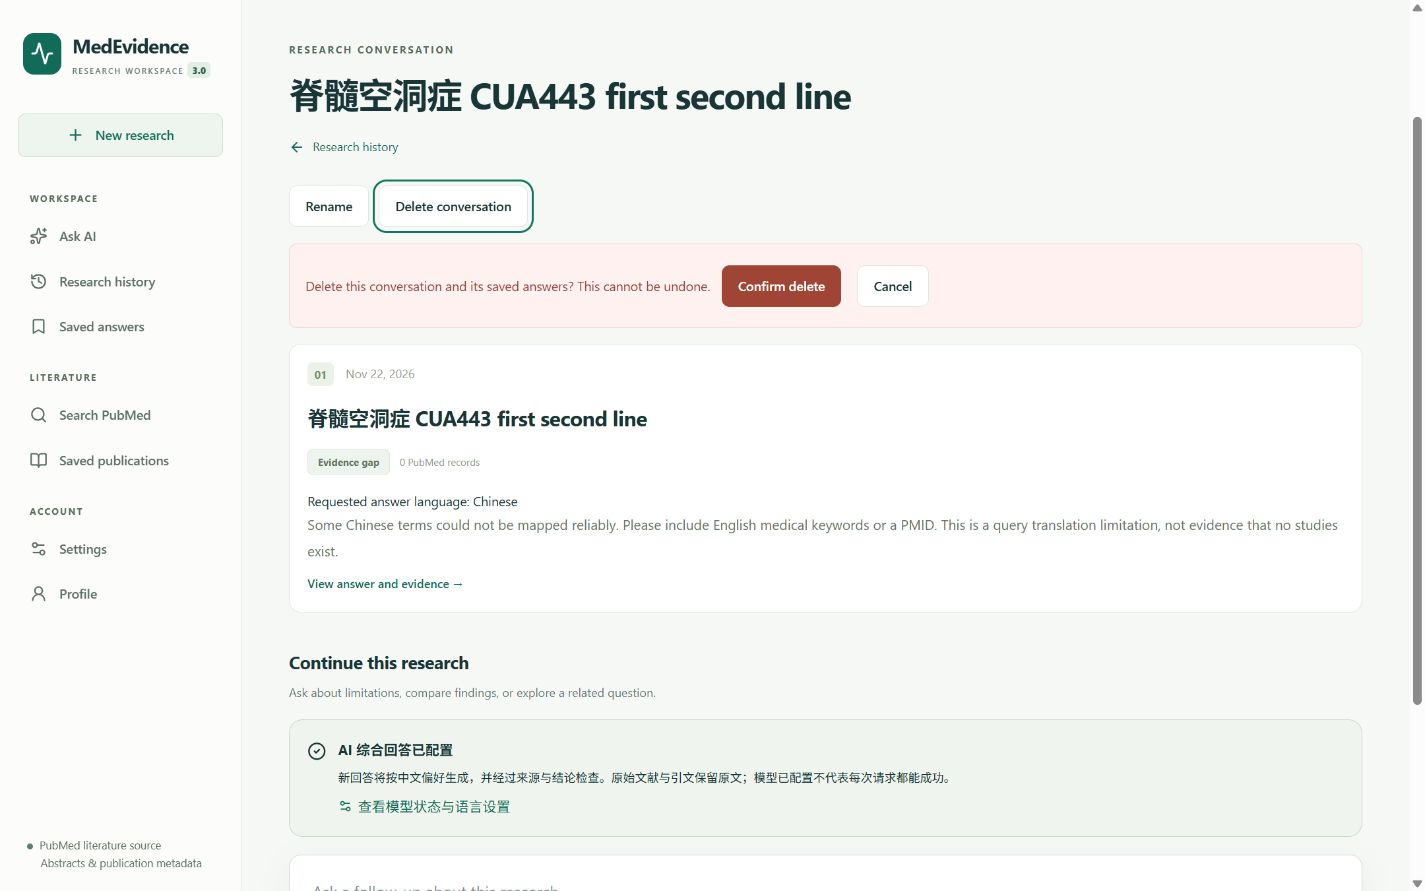 MedEvidence
RESEARCH WORKSPACE 3.0
New research
WORKSPACE
Ask AI
Research history
Saved answers
LITERATURE
Search PubMed
Saved publications
ACCOUNT
Settings
Profile
PubMed literature source
Abstracts & publication metadata
RESEARCH CONVERSATION
脊髓空洞症 CUA443 first second line
Research history
Rename
Delete conversation
Delete this conversation and its saved answers? This cannot be undone.
Confirm delete
Cancel
01 Nov 22, 2026
脊髓空洞症 CUA443 first second line
Evidence gap
0 PubMed records
Requested answer language: Chinese
Some Chinese terms could not be mapped reliably. Please include English medical keywords or a PMID. This is a query translation limitation, not evidence that no studies
exist.
View answer and evidence →
Continue this research
Ask about limitations, compare findings, or explore a related question.
AI 综合回答已配置
新回答将按中文偏好生成，并经过来源与结论检查。原始文献与引文保留原文；模型已配置不代表每次请求都能成功。
查看模型状态与语言设置
Ask a follow-up about this research